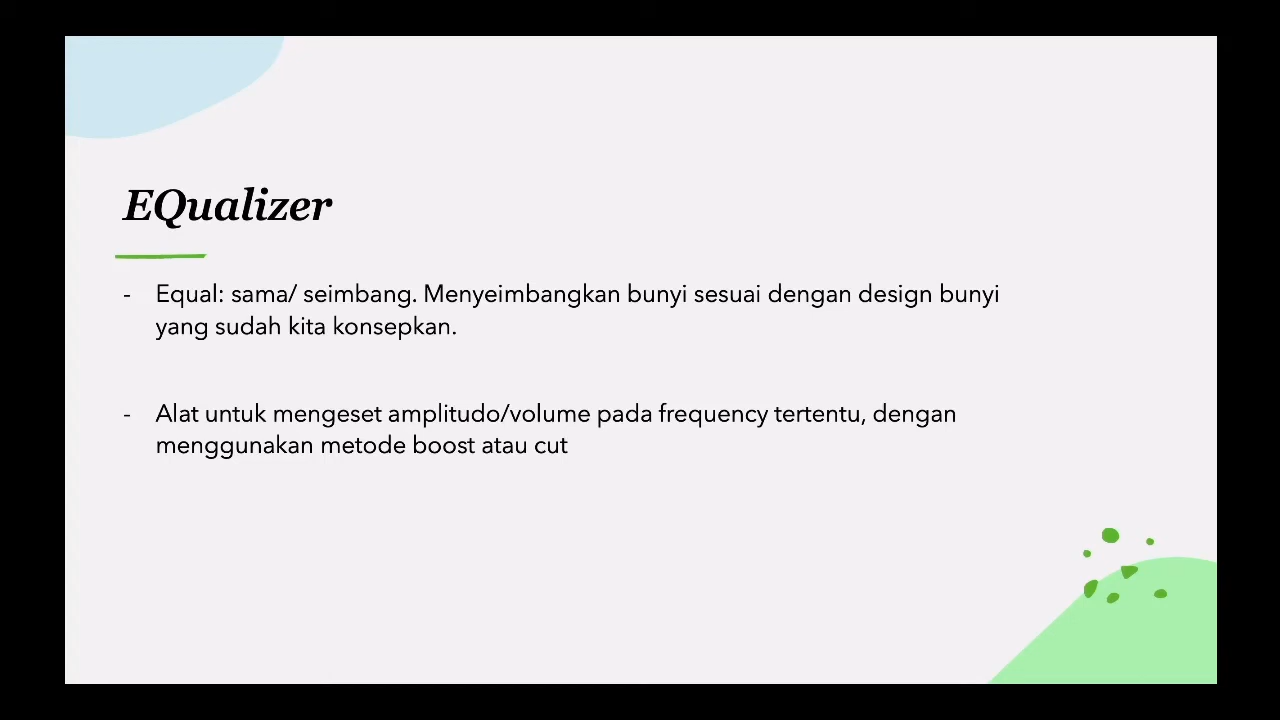 EQualizer
- Equal: sama/ seimbang. Menyeimbangkan bunyi sesuai dengan design bunyi
yang sudah kita konsepkan.
- Alat untuk mengeset amplitudo/volume pada frequency tertentu, dengan
menggunakan metode boost atau cut